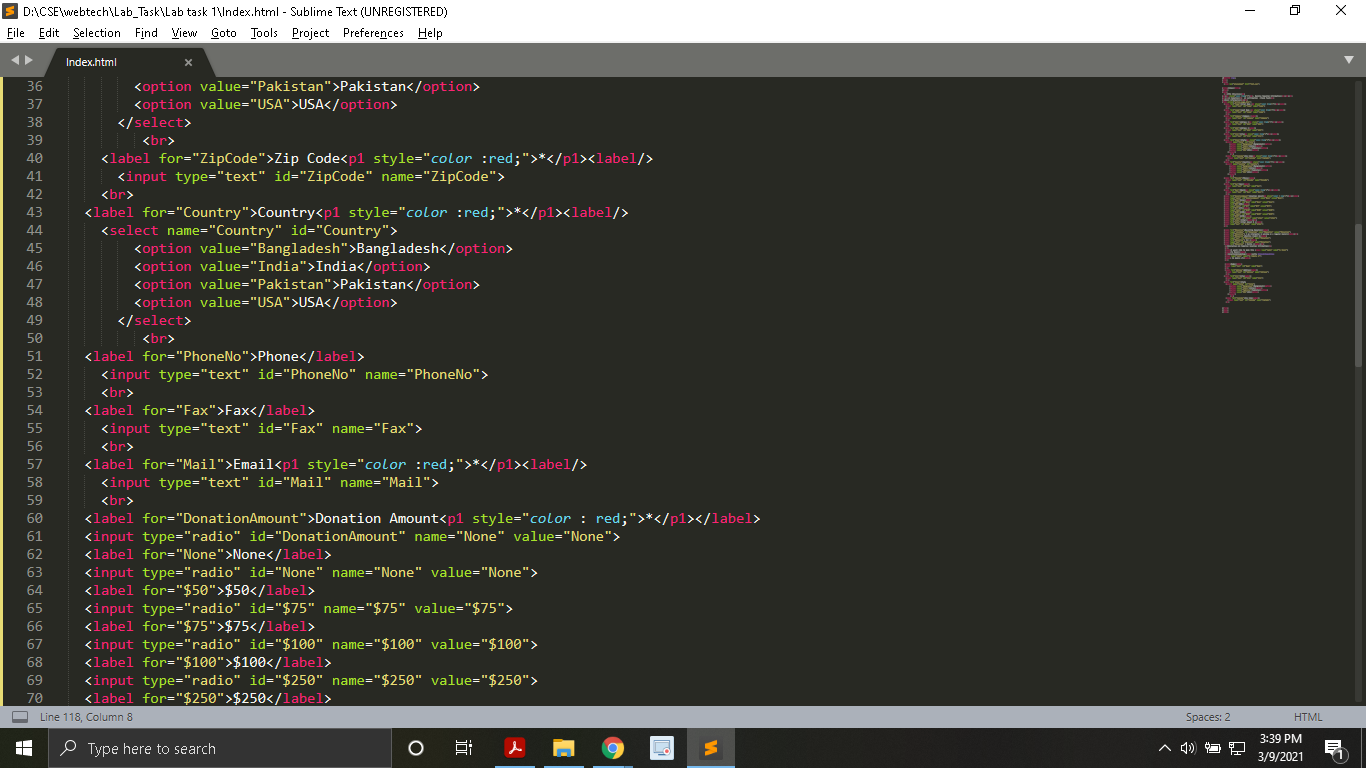 D:\CSE\webtech\Lab_Task\Lab task 1\Index.html - Sublime Text (UNREGISTERED)
File Edit Selection Find View Goto Tools Project Preferences Help
Index.html
36 <option value="Pakistan">Pakistan</option>
37 <option value="USA">USA</option>
38 </select>
39 <br>
40 <label for="ZipCode">Zip Code<p1 style="color :red;">*</p1><label/>
41 <input type="text" id="ZipCode" name="ZipCode">
42 <br>
43 <label for="Country">Country<p1 style="color :red;">*</p1><label/>
44 <select name="Country" id="Country">
45 <option value="Bangladesh">Bangladesh</option>
46 <option value="India">India</option>
47 <option value="Pakistan">Pakistan</option>
48 <option value="USA">USA</option>
49 </select>
50 <br>
51 <label for="PhoneNo">Phone</label>
52 <input type="text" id="PhoneNo" name="PhoneNo">
53 <br>
54 <label for="Fax">Fax</label>
55 <input type="text" id="Fax" name="Fax">
56 <br>
57 <label for="Mail">Email<p1 style="color :red;">*</p1><label/>
58 <input type="text" id="Mail" name="Mail">
59 <br>
60 <label for="DonationAmount">Donation Amount<p1 style="color : red;">*</p1></label>
61 <input type="radio" id="DonationAmount" name="None" value="None">
62 <label for="None">None</label>
63 <input type="radio" id="None" name="None" value="None">
64 <label for="$50">$50</label>
65 <input type="radio" id="$75" name="$75" value="$75">
66 <label for="$75">$75</label>
67 <input type="radio" id="$100" name="$100" value="$100">
68 <label for="$100">$100</label>
69 <input type="radio" id="$250" name="$250" value="$250">
70 <label for="$250">$250</label>
Line 118, Column 8
Spaces: 2
HTML
Type here to search
3:39 PM
3/9/2021
1